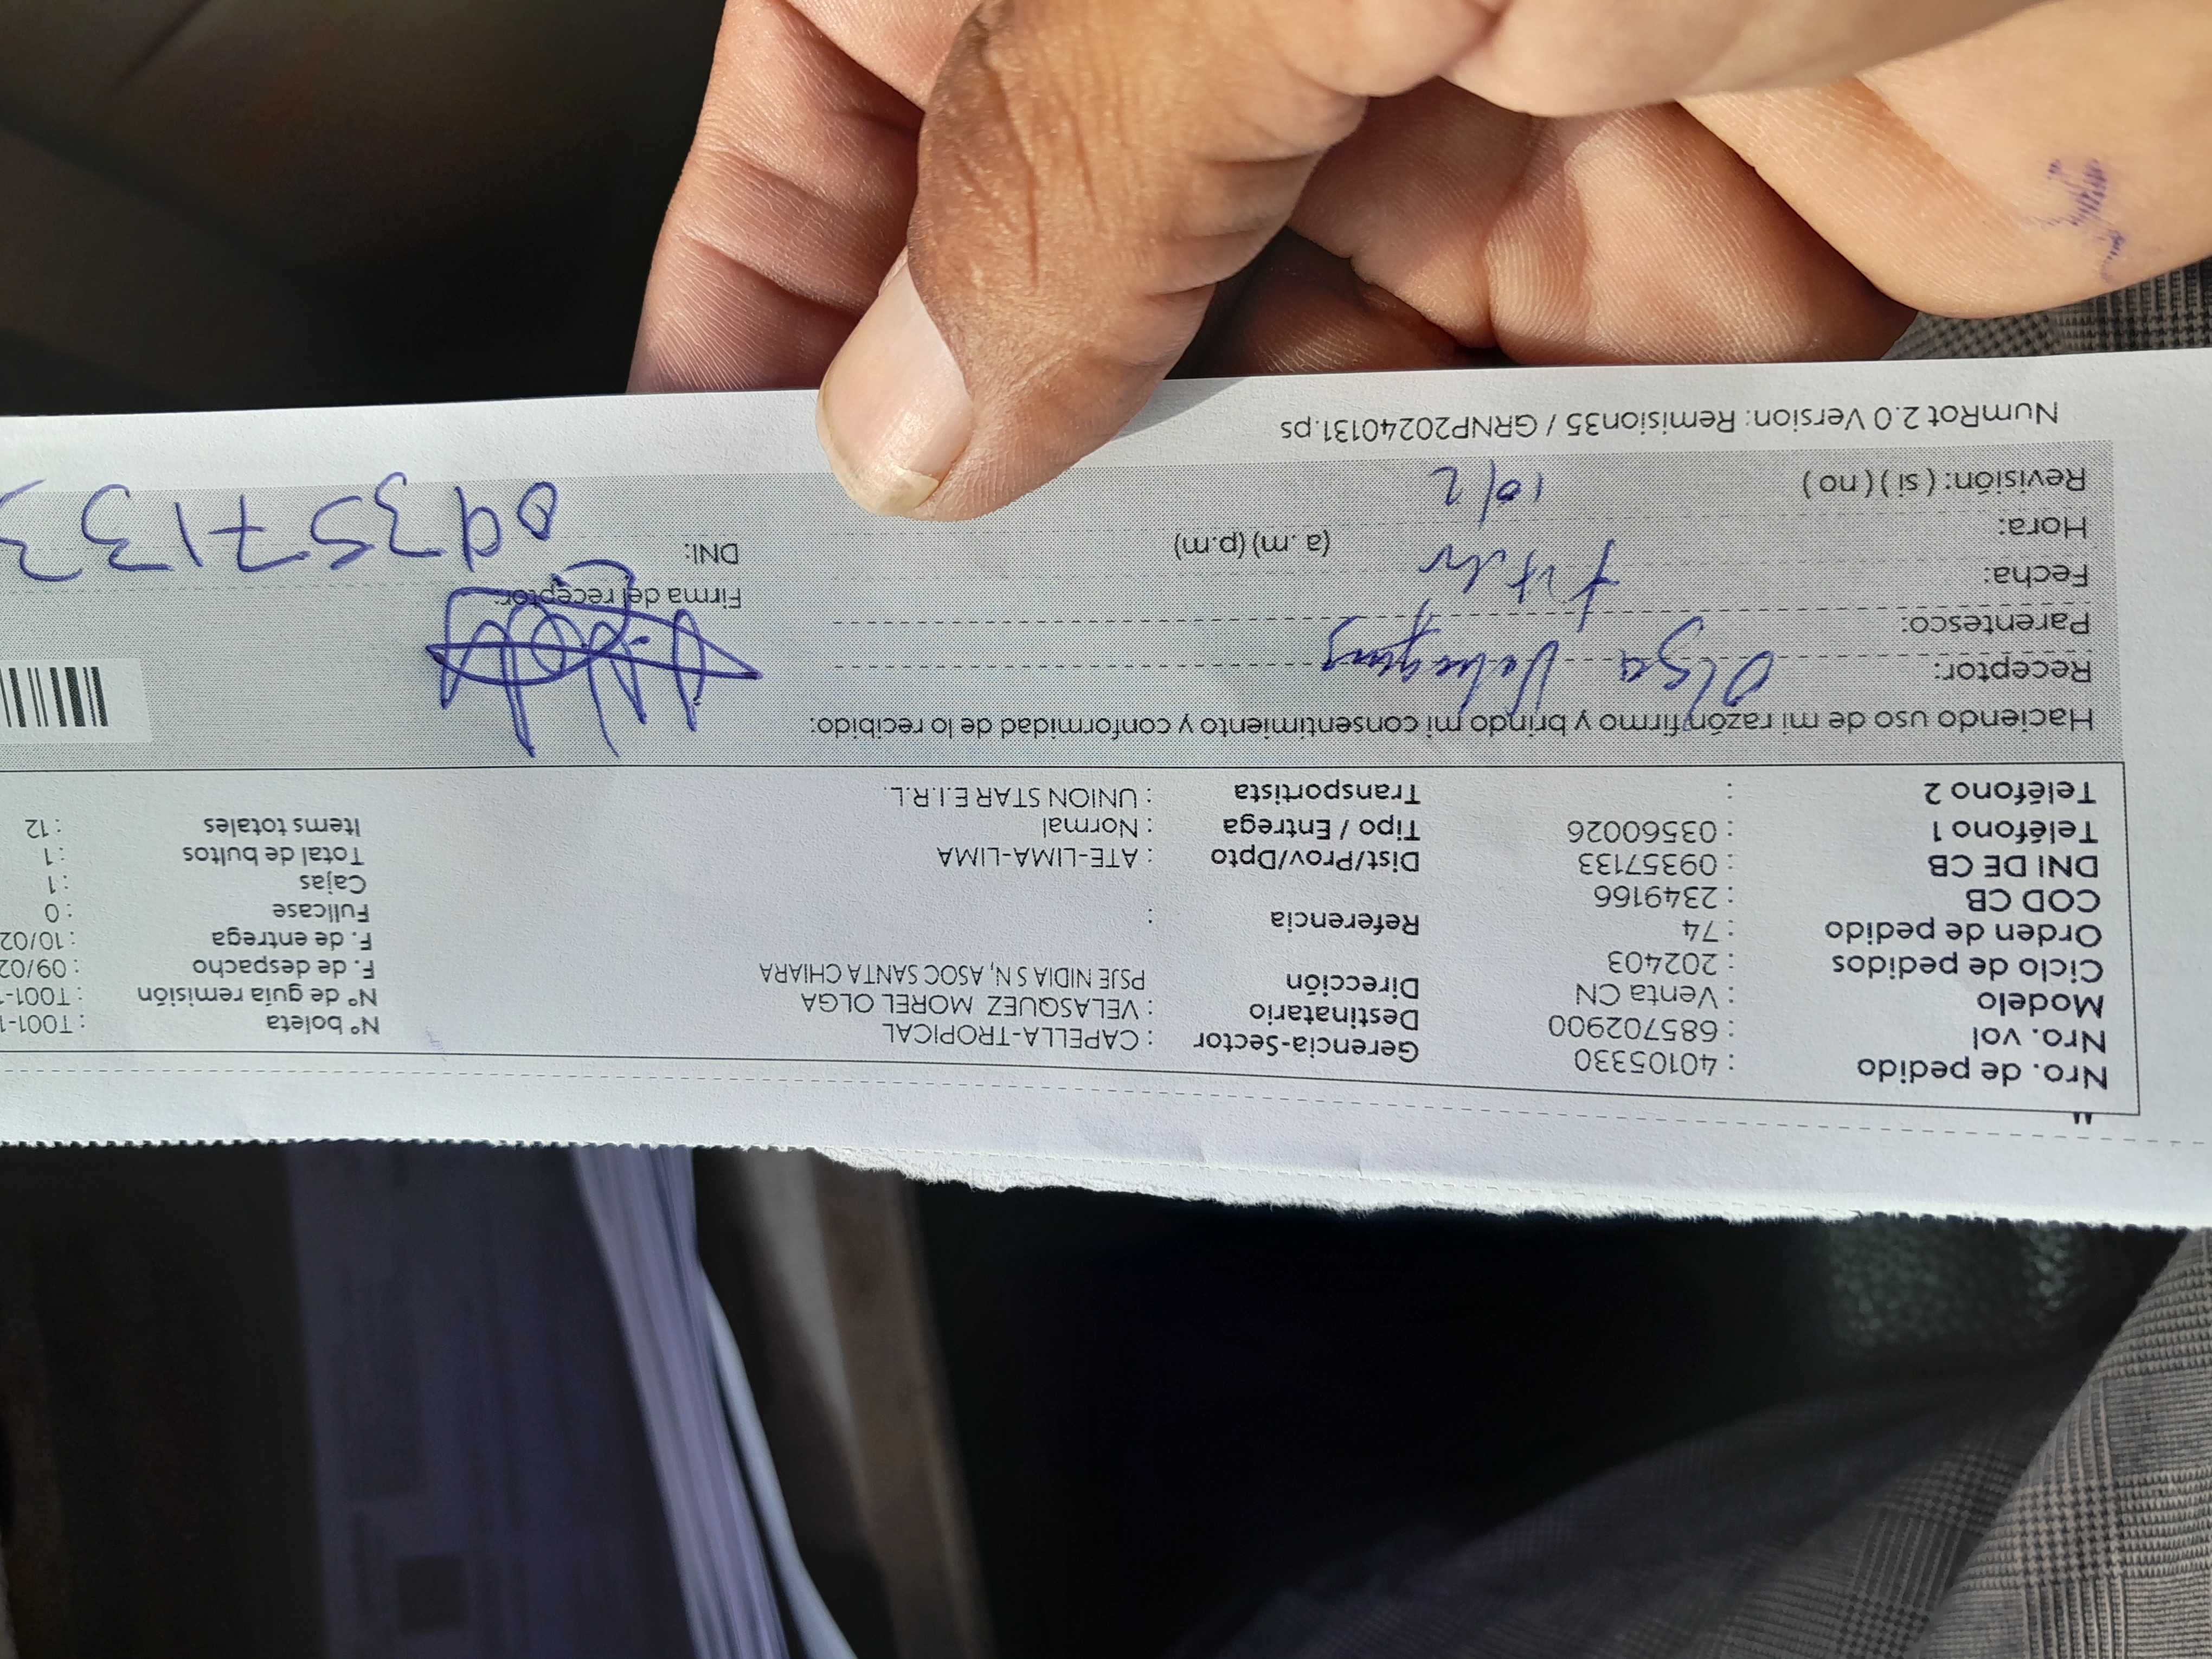 Nro. de pedido : 40105330 Gerencia-Sector : CAPELLA-TROPICAL Nº boleta : T001-1
Nro. vol : 685702900 Destinatario : VELASQUEZ MOREL OLGA Nº de guía remisión : T001-1
Modelo : Venta CN Dirección PSJE NIDIA S N, ASOC SANTA CHIARA F. de despacho : 09/02
Ciclo de pedidos : 202403 F. de entrega : 10/02
Orden de pedido : 74 Referencia : Fullcase : 0
COD CB : 2349166 Cajas : 1
DNI DE CB : 09357133 Dist/Prov/Dpto : ATE-LIMA-LIMA Total de bultos : 1
Teléfono 1 : 03560026 Tipo / Entrega : Normal Items totales : 12
Teléfono 2 : Transportista : UNION STAR E.I.R.L.
Haciendo uso de mi razón firmo y brindo mi consentimiento y conformidad de lo recibido:
Receptor: Olga
Parentesco:
Fecha: Firma del receptor:
Hora: (a. m) (p.m) DNI: 09357133
Revisión: ( si ) ( no ) 10/2
NumRot 2.0 Version: Remision35 / GRNP20240131.ps